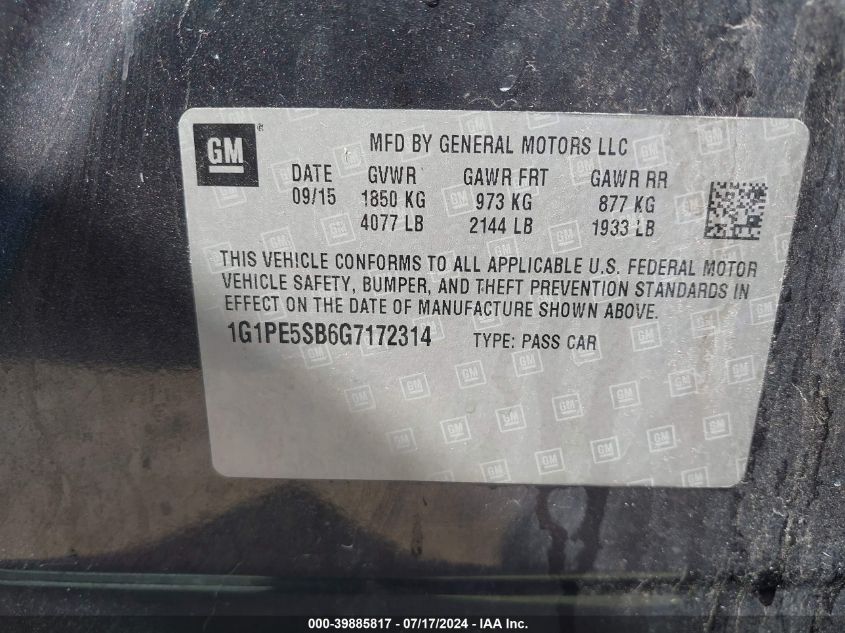 GM
MFD BY GENERAL MOTORS LLC
DATE GVWR GAWR FRT GAWR RR
09/15 1850 KG 973 KG 877 KG
4077 LB 2144 LB 1933 LB
THIS VEHICLE CONFORMS TO ALL APPLICABLE U.S. FEDERAL MOTOR
VEHICLE SAFETY, BUMPER, AND THEFT PREVENTION STANDARDS IN
EFFECT ON THE DATE OF MANUFACTURE SHOWN ABOVE.
1G1PE5SB6G7172314 TYPE: PASS CAR
000-39885817 - 07/17/2024 - IAA Inc.